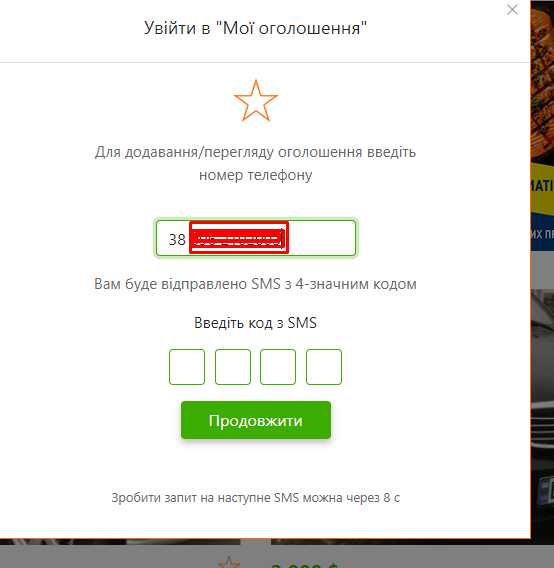 Увійти в "Мої оголошення"
Для додавання/перегляду оголошення введіть
номер телефону
38
Вам буде відправлено SMS з 4-значним кодом
Введіть код з SMS
Продовжити
Зробити запит на наступне SMS можна через 8 с